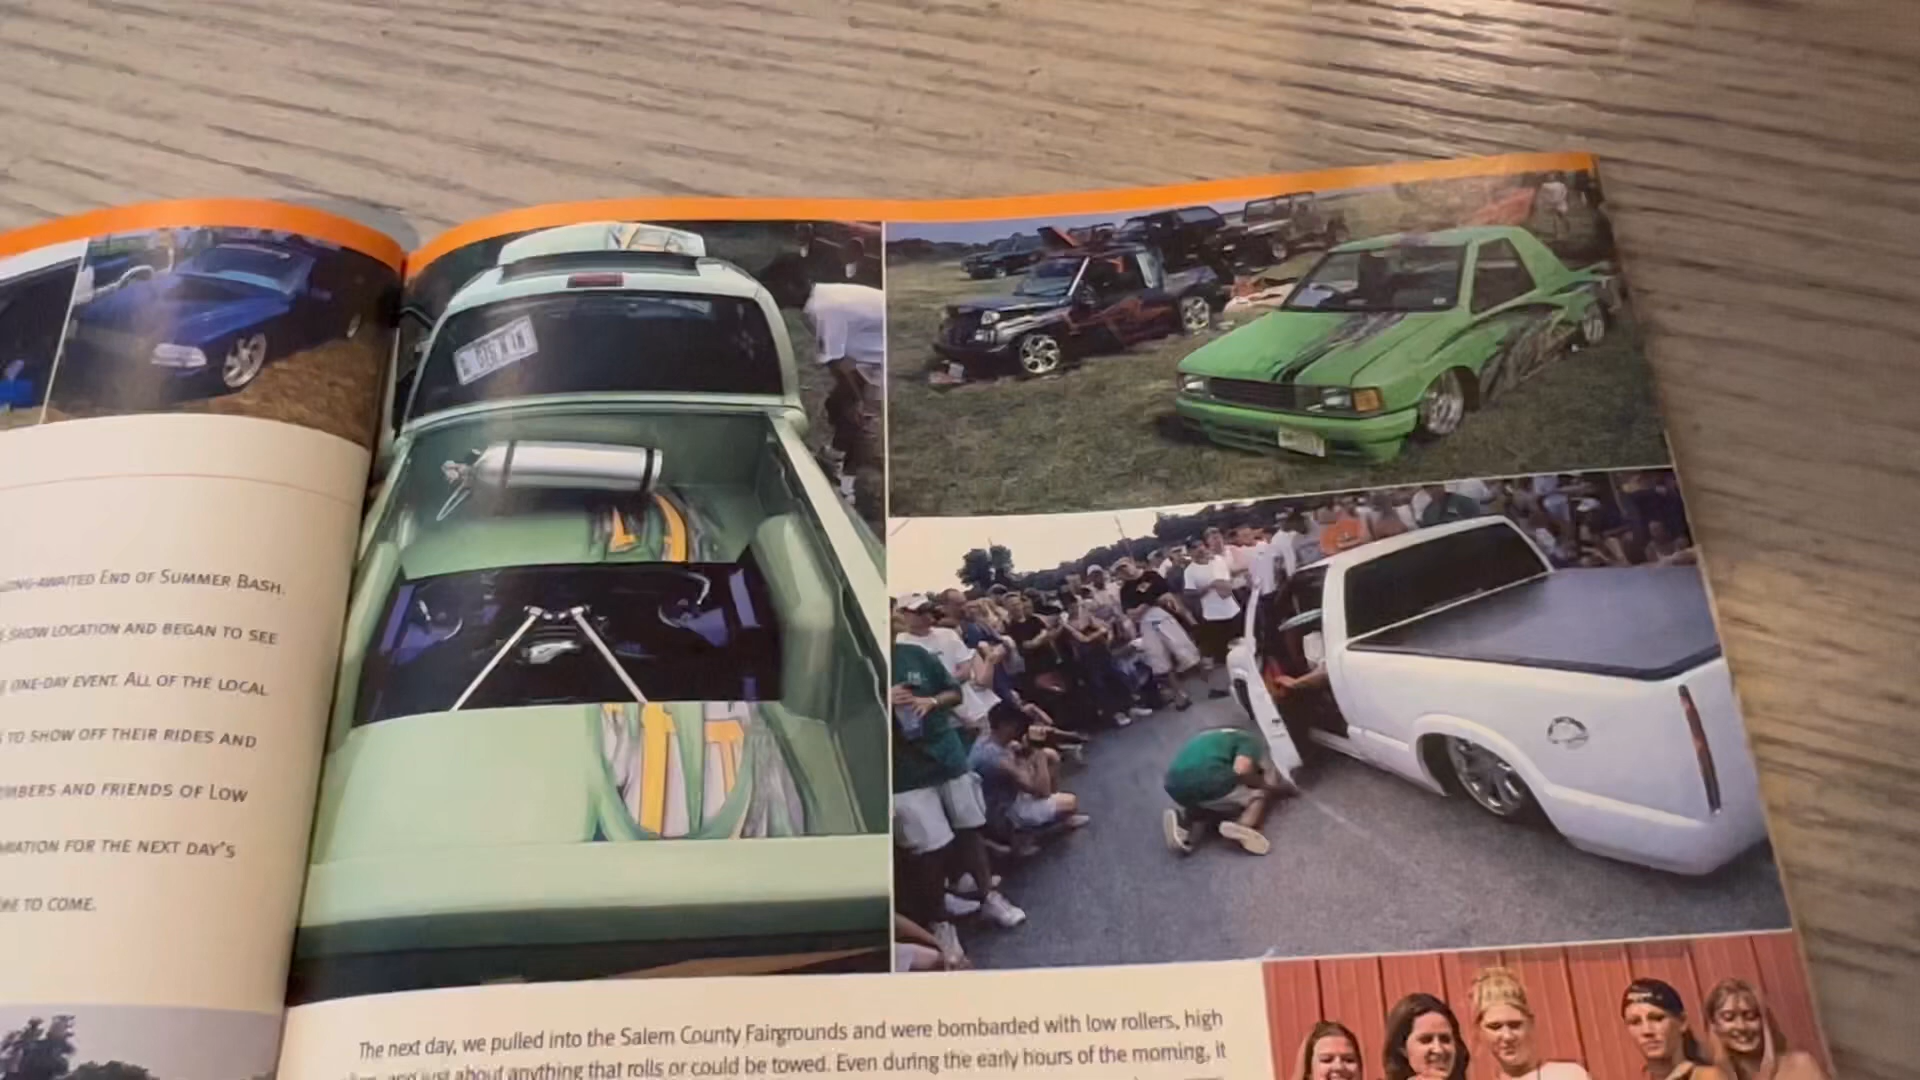 END OF SUMMER BASH.
SHOW LOCATION AND BEGAN TO SEE
ONE-DAY EVENT. ALL OF THE LOCAL
TO SHOW OFF THEIR RIDES AND
AND FRIENDS OF LOW
FOR THE NEXT DAY'S
TO COME.
The next day, we pulled into the Salem County Fairgrounds and were bombarded with low rollers, high
just about anything that rolls or could be towed. Even during the early hours of the morning, it